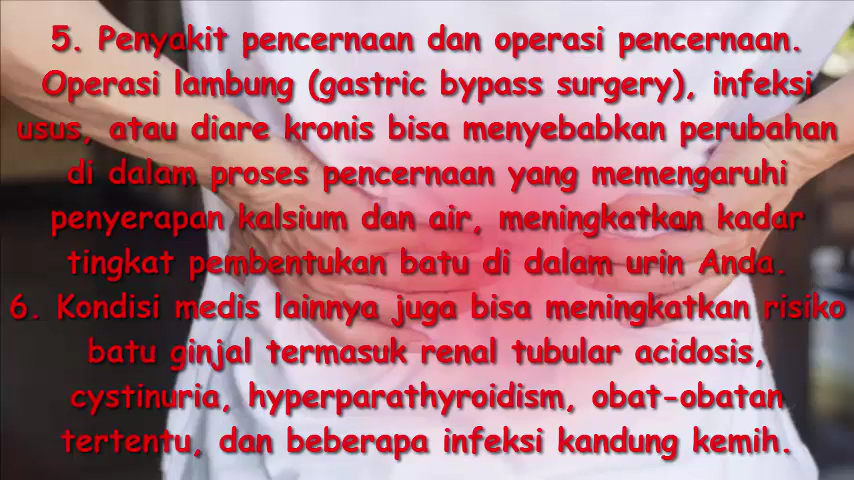 5. Penyakit pencernaan dan operasi pencernaan.
Operasi lambung (gastric bypass surgery), infeksi
usus, atau diare kronis bisa menyebabkan perubahan
di dalam proses pencernaan yang memengaruhi
penyerapan kalsium dan air, meningkatkan kadar
tingkat pembentukan batu di dalam urin Anda.
6. Kondisi medis lainnya juga bisa meningkatkan risiko
batu ginjal termasuk renal tubular acidosis,
cystinuria, hyperparathyroidism, obat-obatan
tertentu, dan beberapa infeksi kandung kemih.